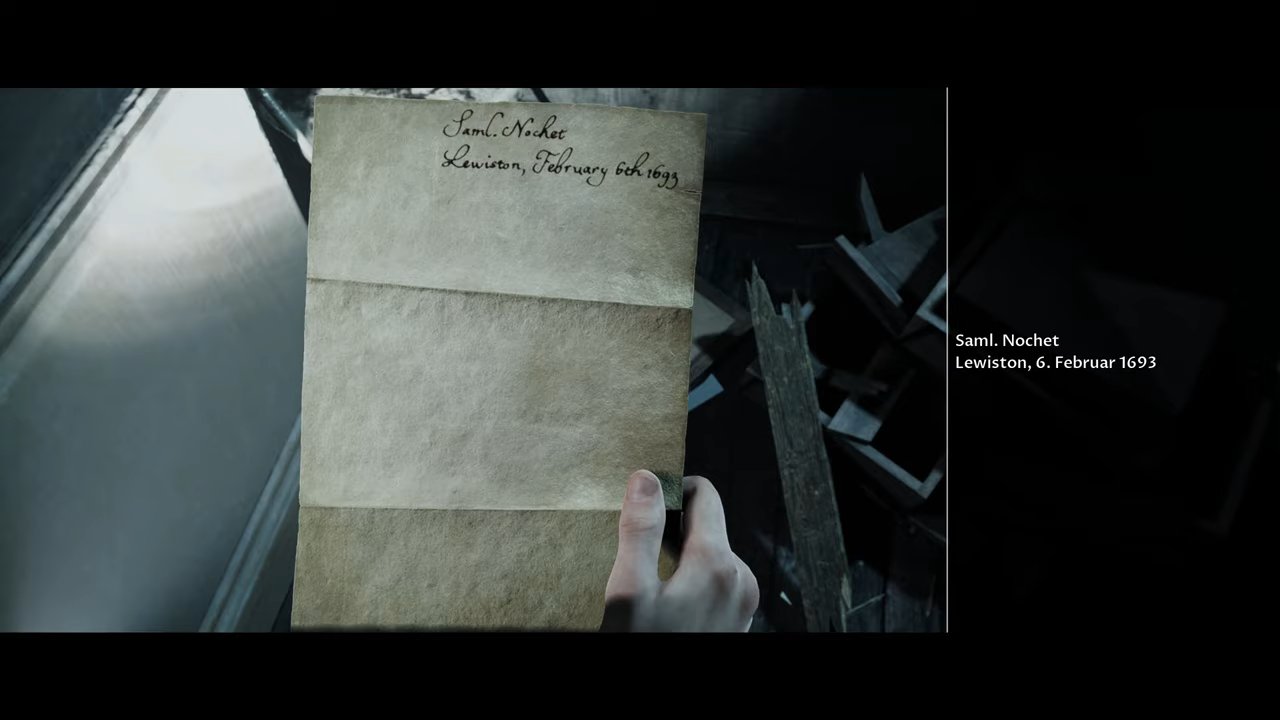 Saml. Nochet
Lewiston, February 6th 1693
Saml. Nochet
Lewiston, 6. Februar 1693